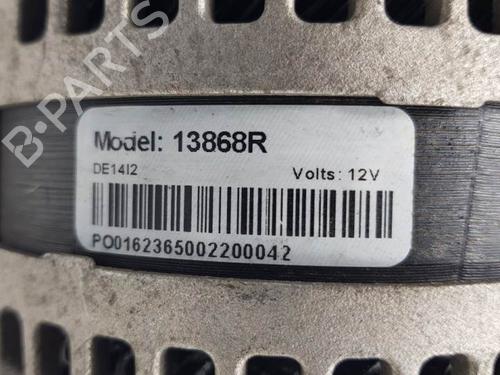 Model: 13868R
DE14I2 Volts: 12V
PO0162365002200042
B-PARTS